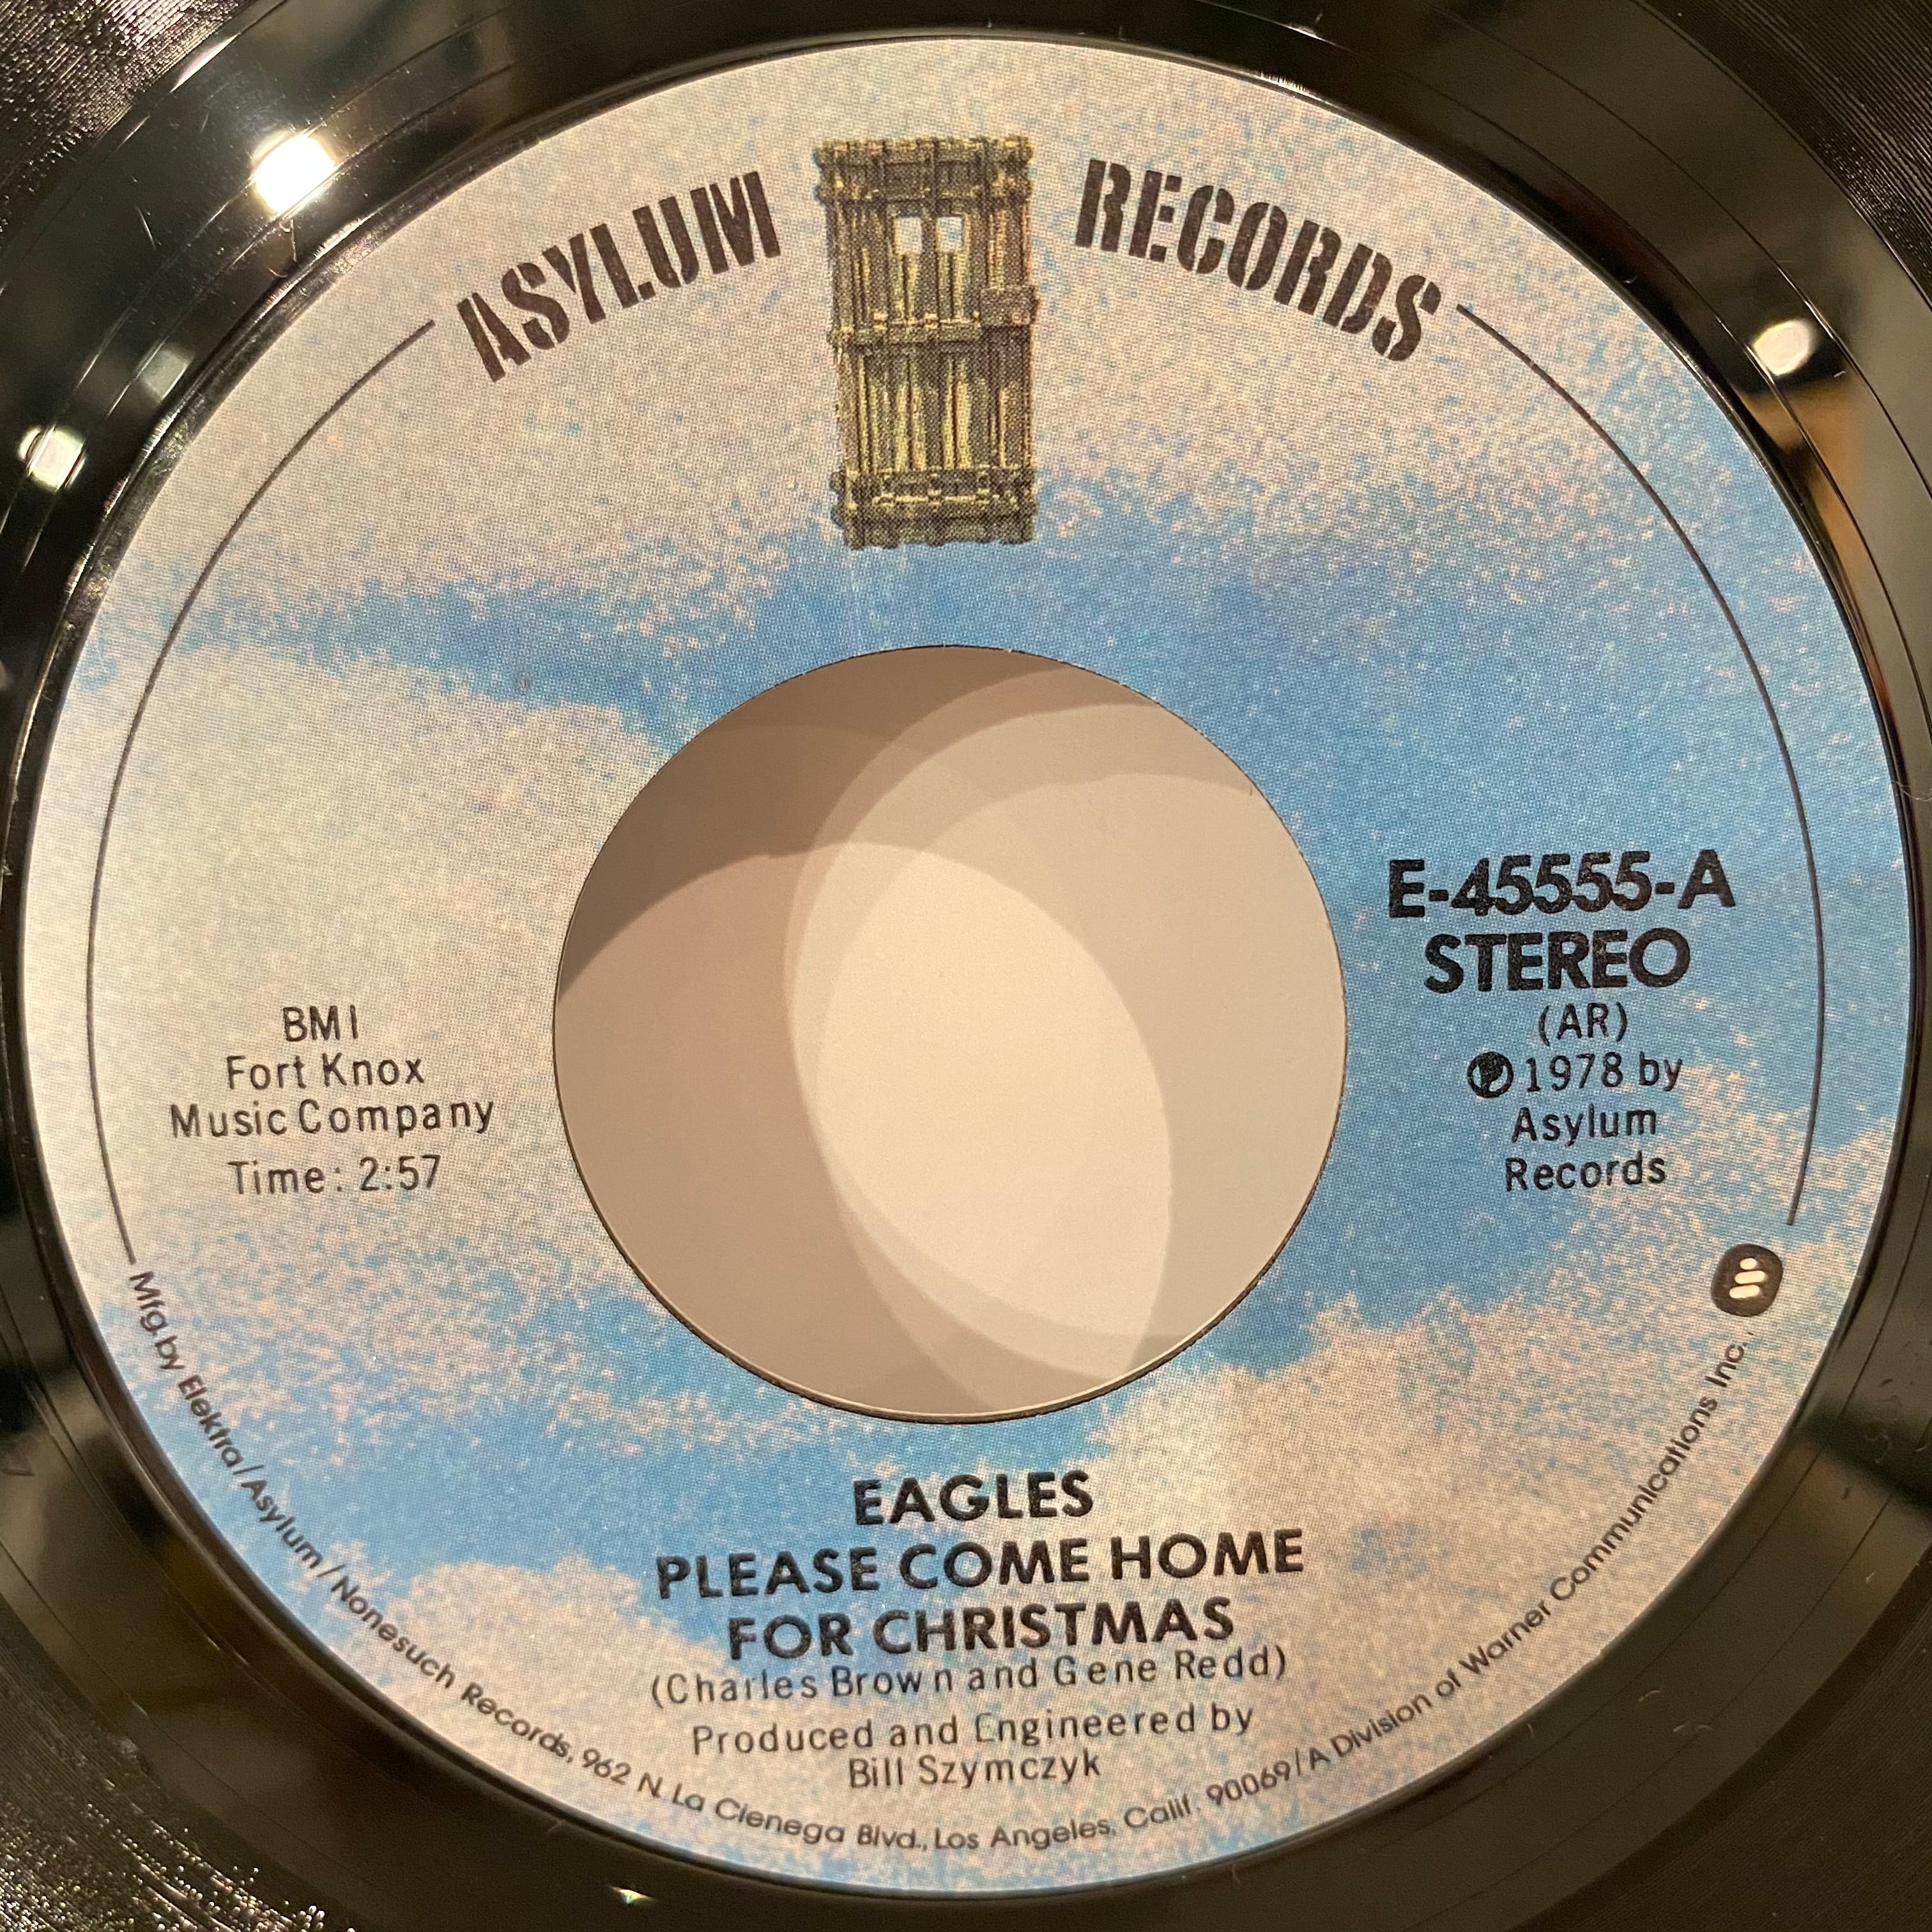 ASYLUM RECORDS
E-45555-A
STEREO
(AR)
Ⓟ 1978 by
Asylum
Records
BMI
Fort Knox
Music Company
Time: 2:57
EAGLES
PLEASE COME HOME
FOR CHRISTMAS
(Charles Brown and Gene Redd)
Produced and Engineered by
Bill Szymczyk
Mfg. by Elektra/Asylum/Nonesuch Records, 962 N. La Cienega Blvd., Los Angeles, Calif. 90069/A Division of Warner Communications Inc.